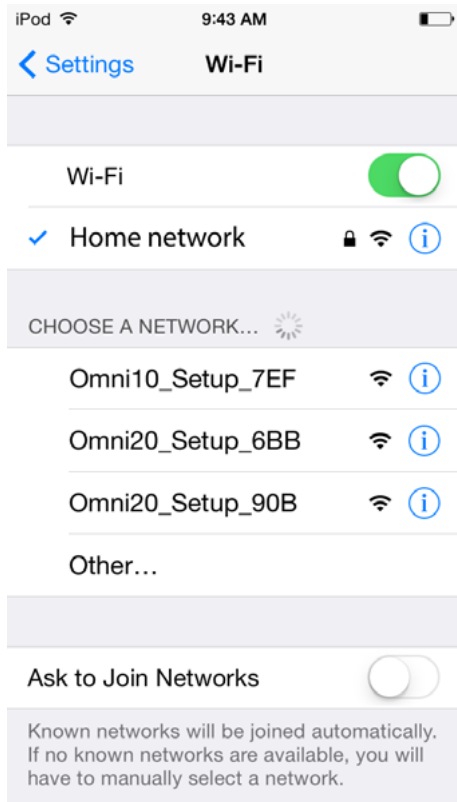 iPod 9:43 AM
Settings Wi-Fi
Wi-Fi
Home network
CHOOSE A NETWORK...
Omni10_Setup_7EF
Omni20_Setup_6BB
Omni20_Setup_90B
Other...
Ask to Join Networks
Known networks will be joined automatically.
If no known networks are available, you will
have to manually select a network.